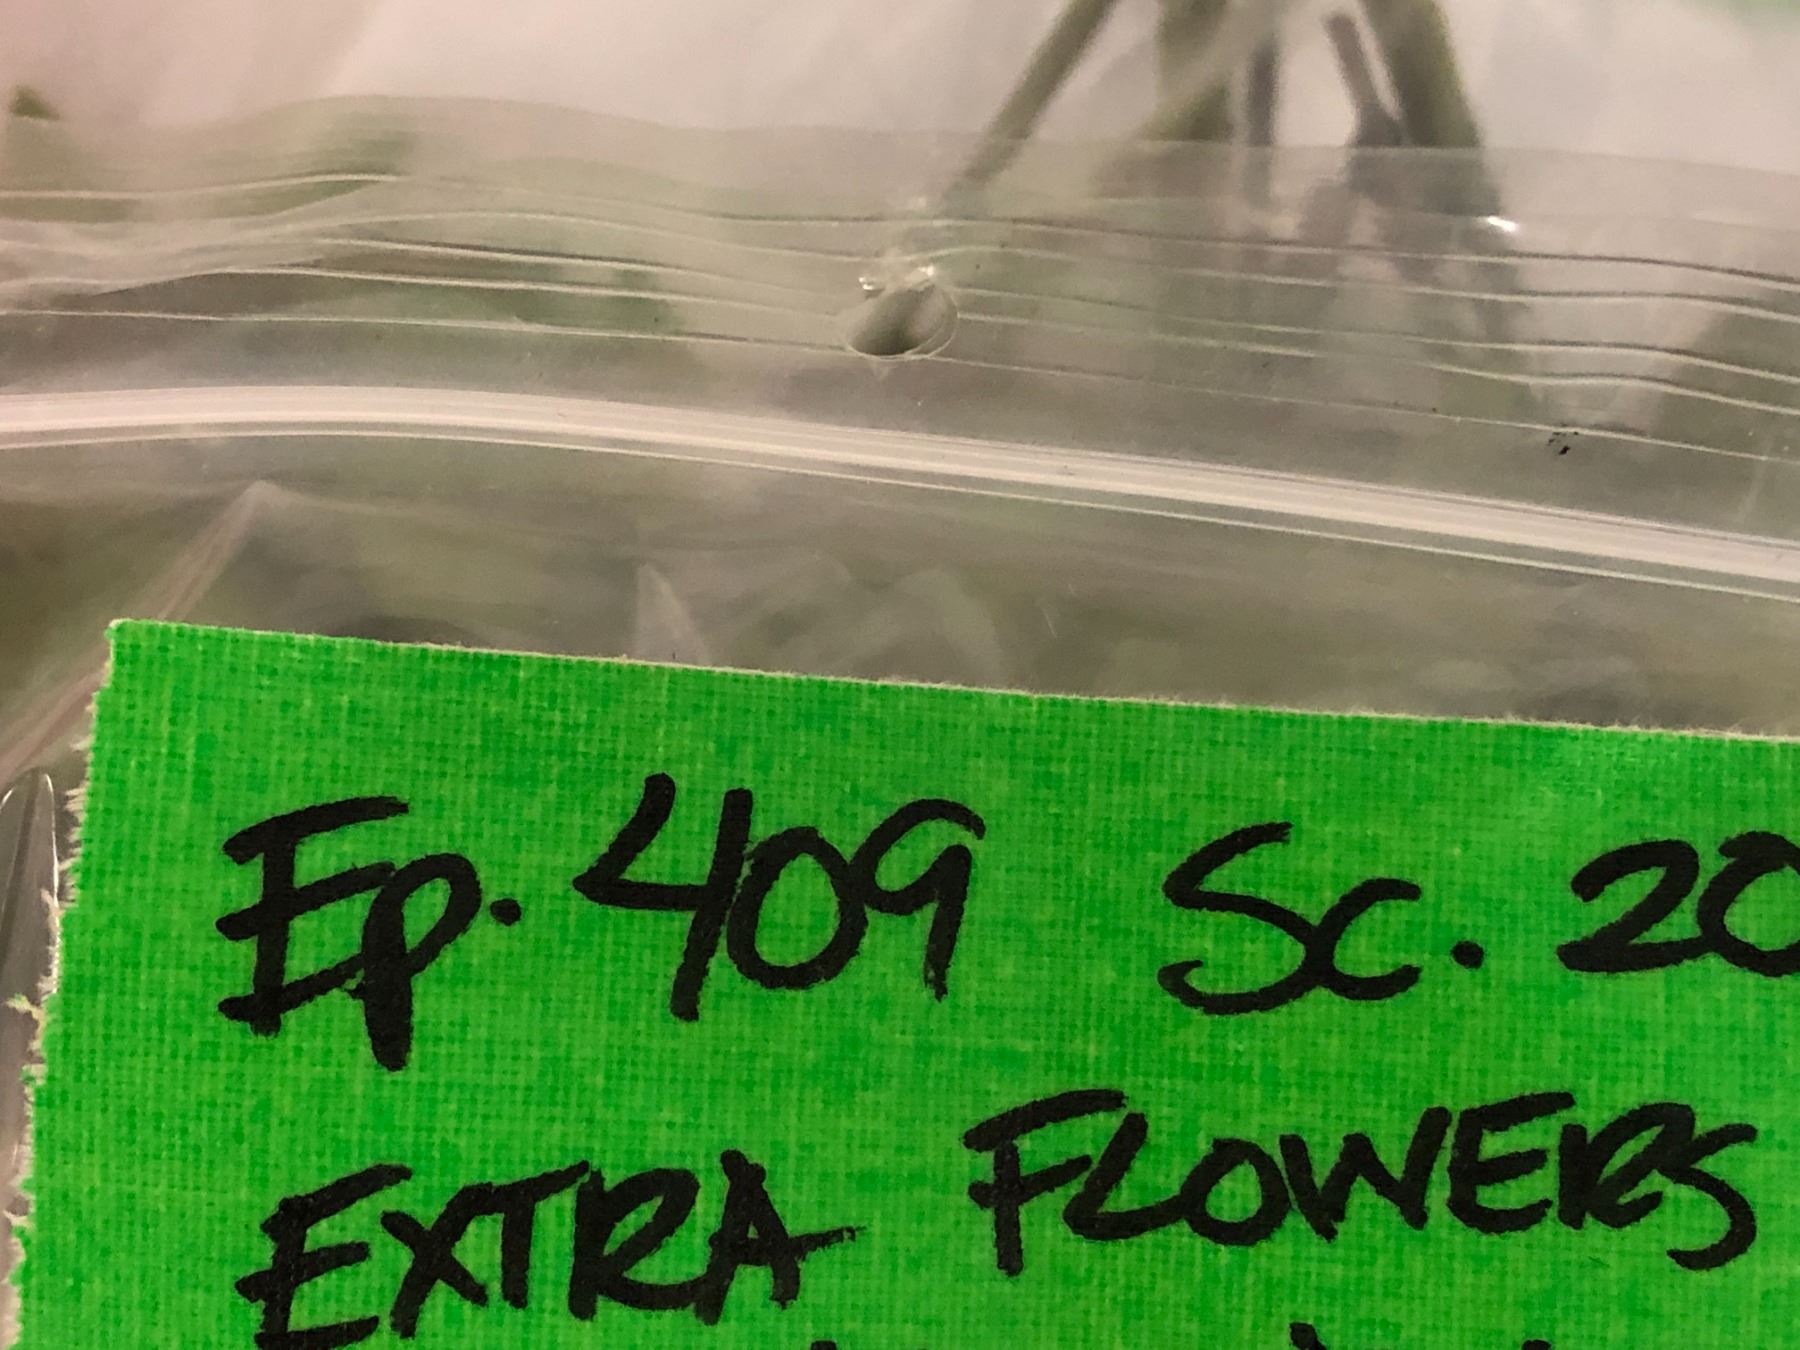 Ep. 409 Sc. 20
EXTRA FLOWERS